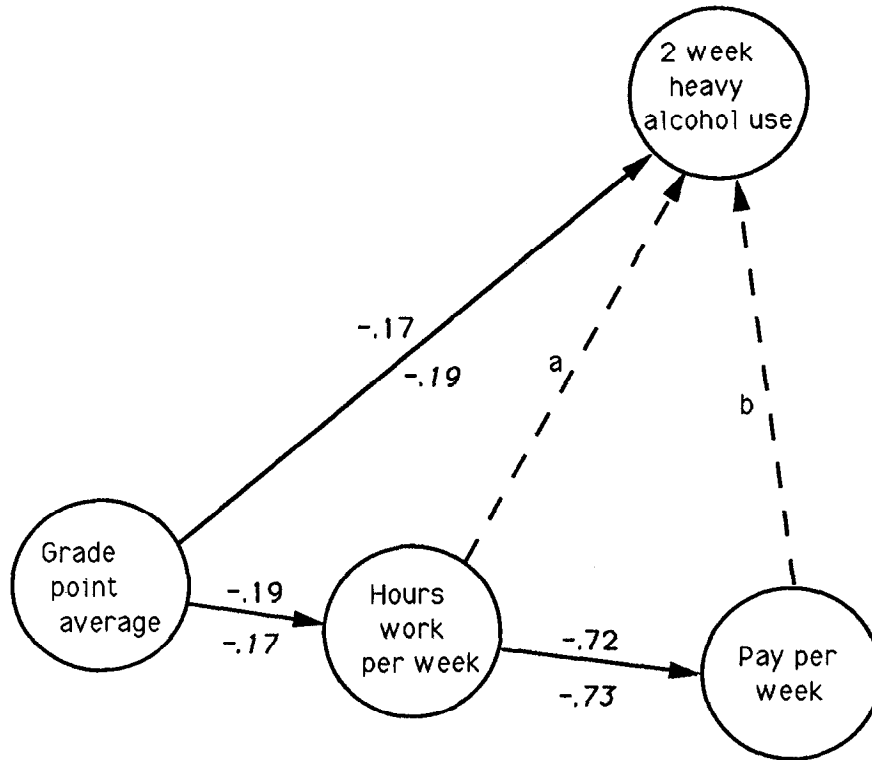 2 week
heavy
alcohol use
-.17
-.19
a
b
Grade
point
average
-.19
-.17
Hours
work
per week
-.72
-.73
Pay per
week